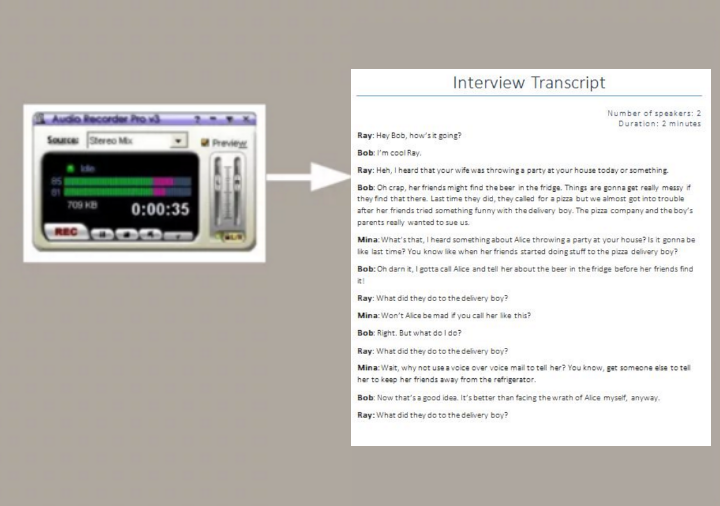 Audio Recorder Pro v3
Source: Stereo Mix
Preview
Idle
85
81
709 KB
0:00:35
L R
REC
Interview Transcript
Number of speakers: 2
Duration: 2 minutes
Ray: Hey Bob, how's it going?
Bob: I'm cool Ray.
Ray: Heh, I heard that your wife was throwing a party at your house today or something.
Bob: Oh crap, her friends might find the beer in the fridge. Things are gonna get really messy if
they find that there. Last time they did, they called for a pizza but we almost got into trouble
after her friends tried something funny with the delivery boy. The pizza company and the boy's
parents really wanted to sue us.
Mina: What's that, I heard something about Alice throwing a party at your house? Is it gonna be
like last time? You know like when her friends started doing stuff to the pizza delivery boy?
Bob: Oh darn it, I gotta call Alice and tell her about the beer in the fridge before her friends find
it!
Ray: What did they do to the delivery boy?
Mina: Won't Alice be mad if you call her like this?
Bob: Right. But what do I do?
Ray: What did they do to the delivery boy?
Mina: Wait, why not use a voice over voice mail to tell her? You know, get someone else to tell
her to keep her friends away from the refrigerator.
Bob: Now that's a good idea. It's better than facing the wrath of Alice myself, anyway.
Ray: What did they do to the delivery boy?